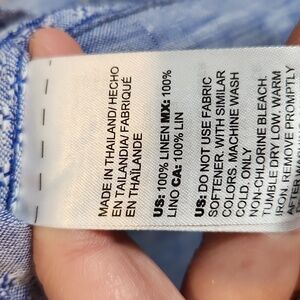 MADE IN THAILAND/ HECHO
EN TAILANDIA/ FABRIQUÉ
EN THAÏLANDE
US: 100% LINEN MX: 100%
LINO CA: 100% LIN
US: DO NOT USE FABRIC
SOFTENER. WITH SIMILAR
COLORS, MACHINE WASH
COLD, ONLY
NON-CHLORINE BLEACH.
TUMBLE DRY LOW, WARM
IRON PROMPTLY